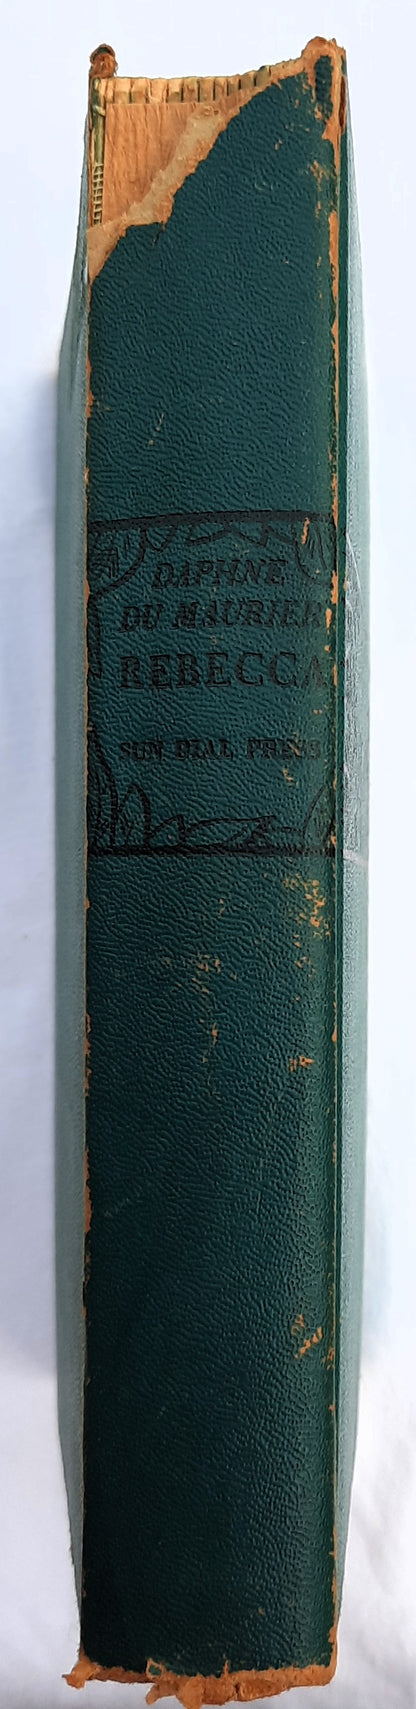 DAPHNE
DU MAURIER
REBECCA
SUN DIAL PRESS